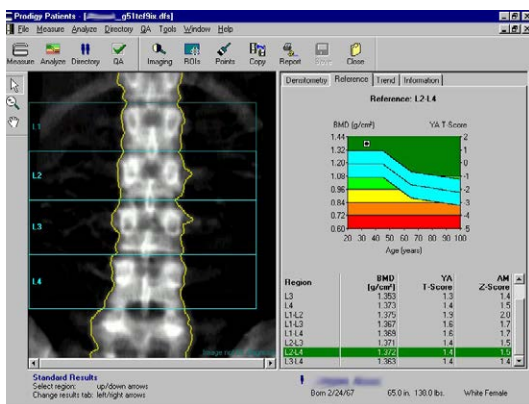 Prodigy Patients - [ _g51tef9ix.dfs]
File Measure Analyze Directory QA Tools Window Help
Measure Analyze Directory QA Imaging ROIs Points Copy Report Save Close
Densitometry Reference Trend Information
Reference: L2-L4
BMD (g/cm²) YA T-Score
1.44 2
1.32 1
1.20 0
1.08 -1
0.96 -2
0.84 -3
0.72 -4
0.60 -5
20 30 40 50 60 70 80 90 100
Age (years)
L1
L2
L3
L4
Region BMD (g/cm²) YA T-Score AM Z-Score
L3 1.353 1.3 1.4
L4 1.373 1.4 1.5
L1-L2 1.375 1.9 2.0
L1-L3 1.367 1.6 1.7
L1-L4 1.369 1.6 1.7
L2-L3 1.371 1.4 1.5
L2-L4 1.372 1.4 1.5
L3-L4 1.363 1.4 1.4
Image not for diagnosis
Standard Results
Select region: up/down arrows
Change results tab: left/right arrows
Born 2/24/67 65.0 in. 130.0 lbs. White Female